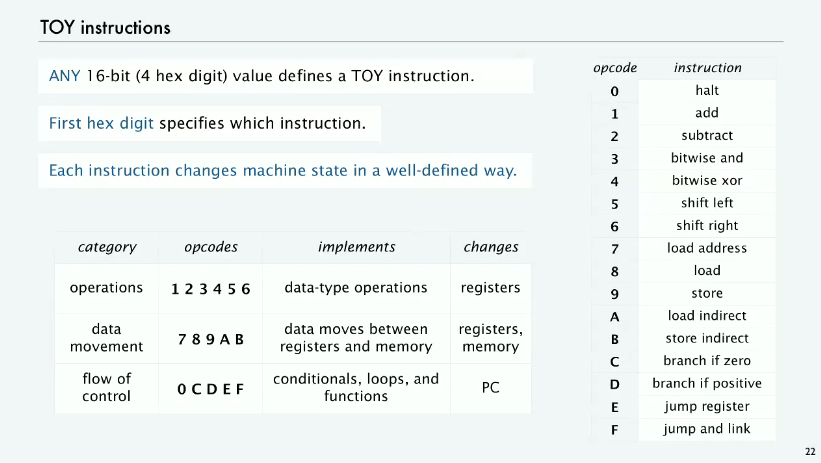 TOY instructions
ANY 16-bit (4 hex digit) value defines a TOY instruction.
First hex digit specifies which instruction.
Each instruction changes machine state in a well-defined way.
category opcodes implements changes
operations 1 2 3 4 5 6 data-type operations registers
data movement 7 8 9 A B data moves between registers and memory registers, memory
flow of control 0 C D E F conditionals, loops, and functions PC
opcode instruction
0 halt
1 add
2 subtract
3 bitwise and
4 bitwise xor
5 shift left
6 shift right
7 load address
8 load
9 store
A load indirect
B store indirect
C branch if zero
D branch if positive
E jump register
F jump and link
22